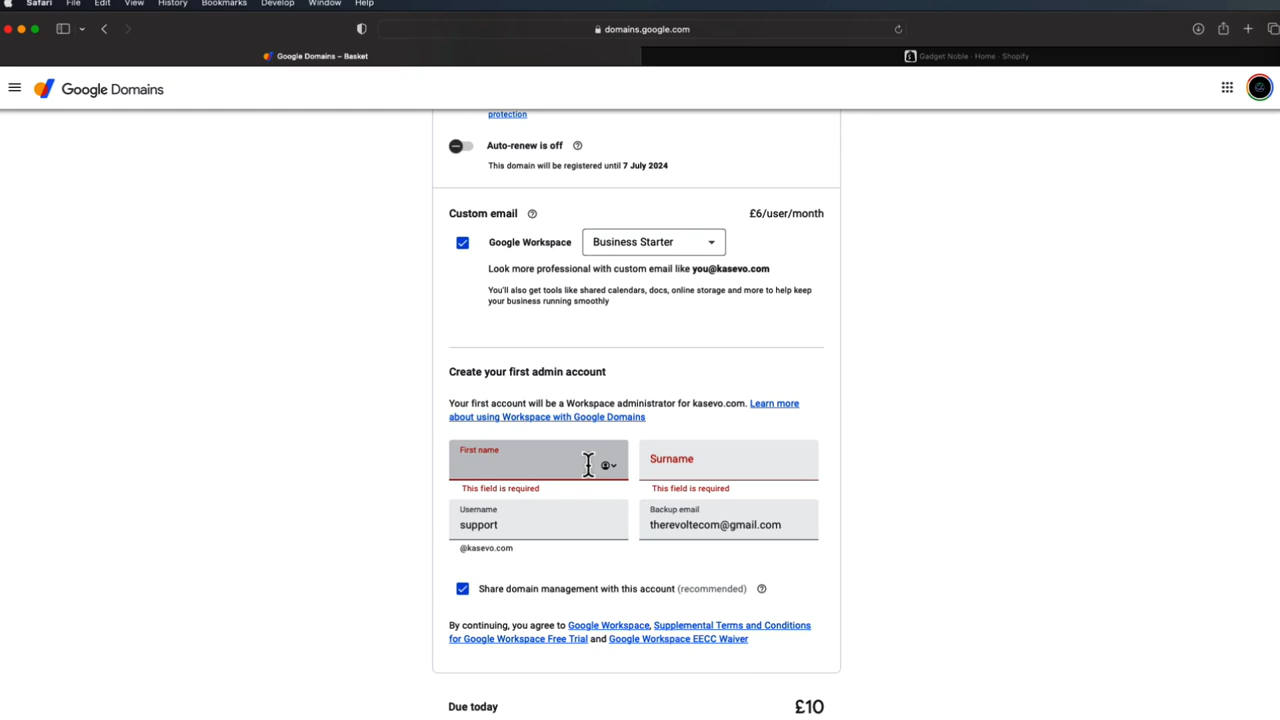 Safari File Edit View History Bookmarks Develop Window Help
domains.google.com
Google Domains – Basket
Gadget Noble · Home · Shopify
Google Domains
protection
Auto-renew is off
This domain will be registered until 7 July 2024
Custom email £6/user/month
Google Workspace Business Starter
Look more professional with custom email like you@kasevo.com
You'll also get tools like shared calendars, docs, online storage and more to help keep
your business running smoothly
Create your first admin account
Your first account will be a Workspace administrator for kasevo.com. Learn more
about using Workspace with Google Domains
First name
Surname
This field is required
This field is required
Username
support
Backup email
therevoltecom@gmail.com
@kasevo.com
Share domain management with this account (recommended)
By continuing, you agree to Google Workspace, Supplemental Terms and Conditions
for Google Workspace Free Trial and Google Workspace EECC Waiver
Due today £10